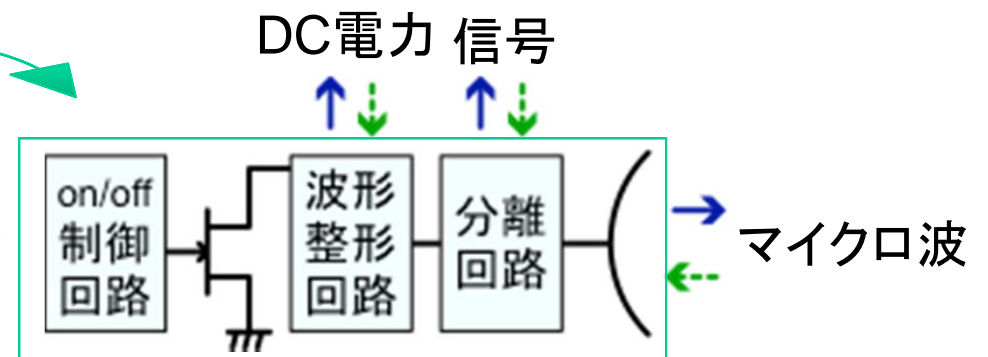 DC電力 信号
on/off
制御
回路
波形
整形
回路
分離
回路
マイクロ波